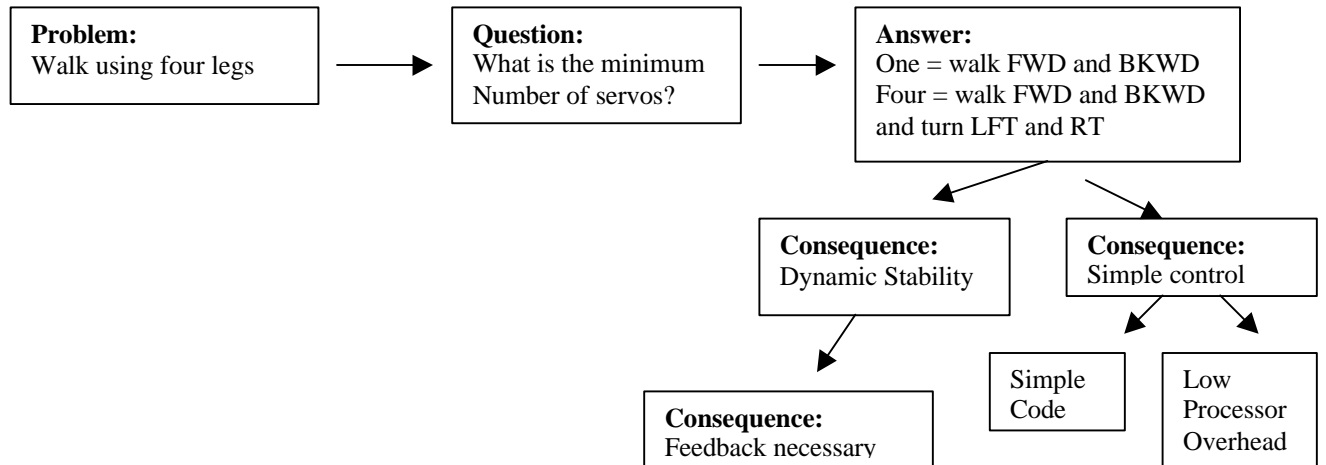 Problem:
Walk using four legs
Question:
What is the minimum
Number of servos?
Answer:
One = walk FWD and BKWD
Four = walk FWD and BKWD
and turn LFT and RT
Consequence:
Dynamic Stability
Consequence:
Simple control
Consequence:
Feedback necessary
Simple
Code
Low
Processor
Overhead